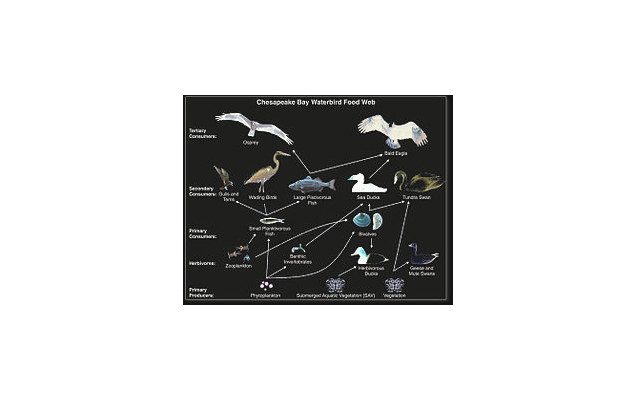 Chesapeake Bay Waterbird Food Web
Tertiary
Consumers:
Osprey
Bald Eagle
Secondary
Consumers:
Gulls and
Terns
Wading Birds
Large Piscivorous
Fish
Sea Ducks
Tundra Swan
Primary
Consumers:
Small Planktivorous
Fish
Bivalves
Herbivores:
Zooplankton
Benthic
Invertebrates
Herbivorous
Ducks
Geese and
Mute Swans
Primary
Producers:
Phytoplankton
Submerged Aquatic Vegetation (SAV)
Vegetation